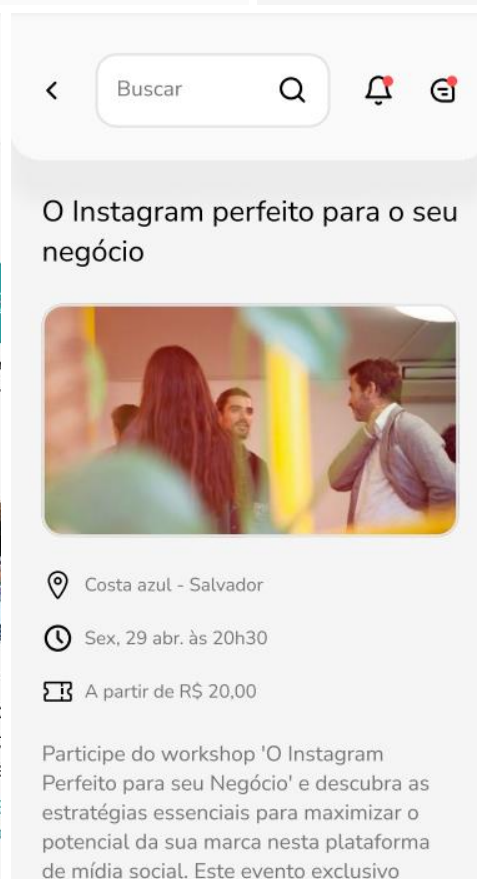 Buscar
O Instagram perfeito para o seu
negócio
Costa azul - Salvador
Sex, 29 abr. às 20h30
A partir de R$ 20,00
Participe do workshop 'O Instagram
Perfeito para seu Negócio' e descubra as
estratégias essenciais para maximizar o
potencial da sua marca nesta plataforma
de mídia social. Este evento exclusivo